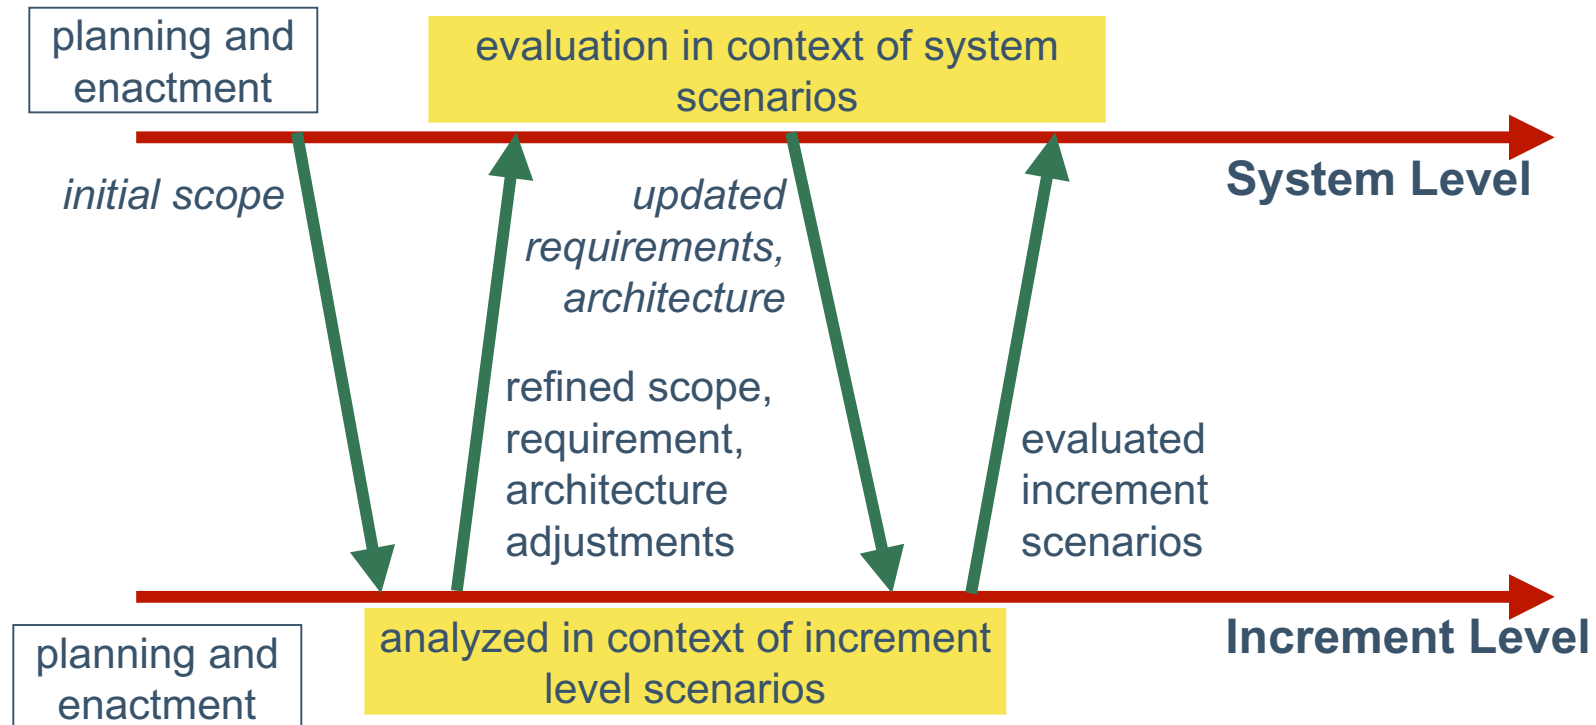 planning and
enactment
evaluation in context of system
scenarios
System Level
initial scope
updated
requirements,
architecture
refined scope,
requirement,
architecture
adjustments
evaluated
increment
scenarios
Increment Level
planning and
enactment
analyzed in context of increment
level scenarios